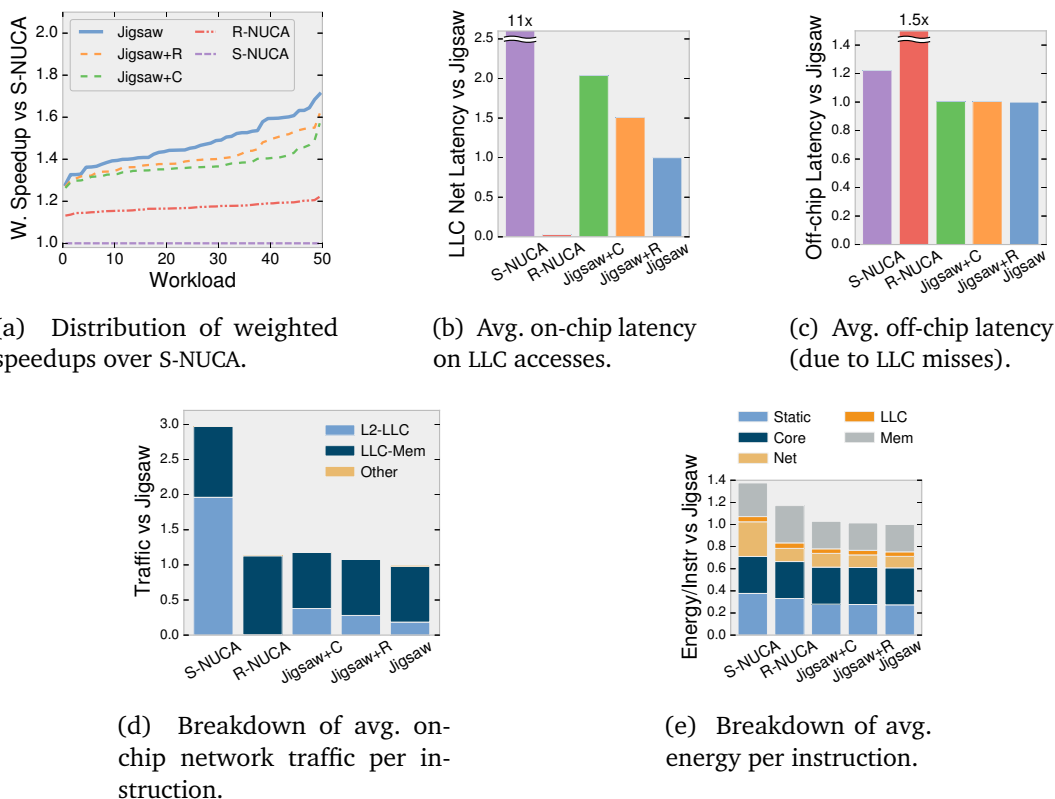 2.0
1.8
1.6
1.4
1.2
1.0
0 10 20 30 40 50
W. Speedup vs S-NUCA
Workload
Jigsaw
Jigsaw+R
Jigsaw+C
R-NUCA
S-NUCA
11x
2.5
2.0
1.5
1.0
0.5
0.0
LLC Net Latency vs Jigsaw
S-NUCA R-NUCA Jigsaw+C Jigsaw+R Jigsaw
1.5x
1.4
1.2
1.0
0.8
0.6
0.4
0.2
0.0
Off-chip Latency vs Jigsaw
S-NUCA R-NUCA Jigsaw+C Jigsaw+R Jigsaw
a) Distribution of weighted
speedups over S-NUCA.
(b) Avg. on-chip latency
on LLC accesses.
(c) Avg. off-chip latency
(due to LLC misses).
3.0
2.5
2.0
1.5
1.0
0.5
0.0
Traffic vs Jigsaw
L2-LLC
LLC-Mem
Other
S-NUCA R-NUCA Jigsaw+C Jigsaw+R Jigsaw
Static
Core
Net
LLC
Mem
1.4
1.2
1.0
0.8
0.6
0.4
0.2
0.0
Energy/Instr vs Jigsaw
S-NUCA R-NUCA Jigsaw+C Jigsaw+R Jigsaw
(d) Breakdown of avg. on-
chip network traffic per in-
struction.
(e) Breakdown of avg.
energy per instruction.